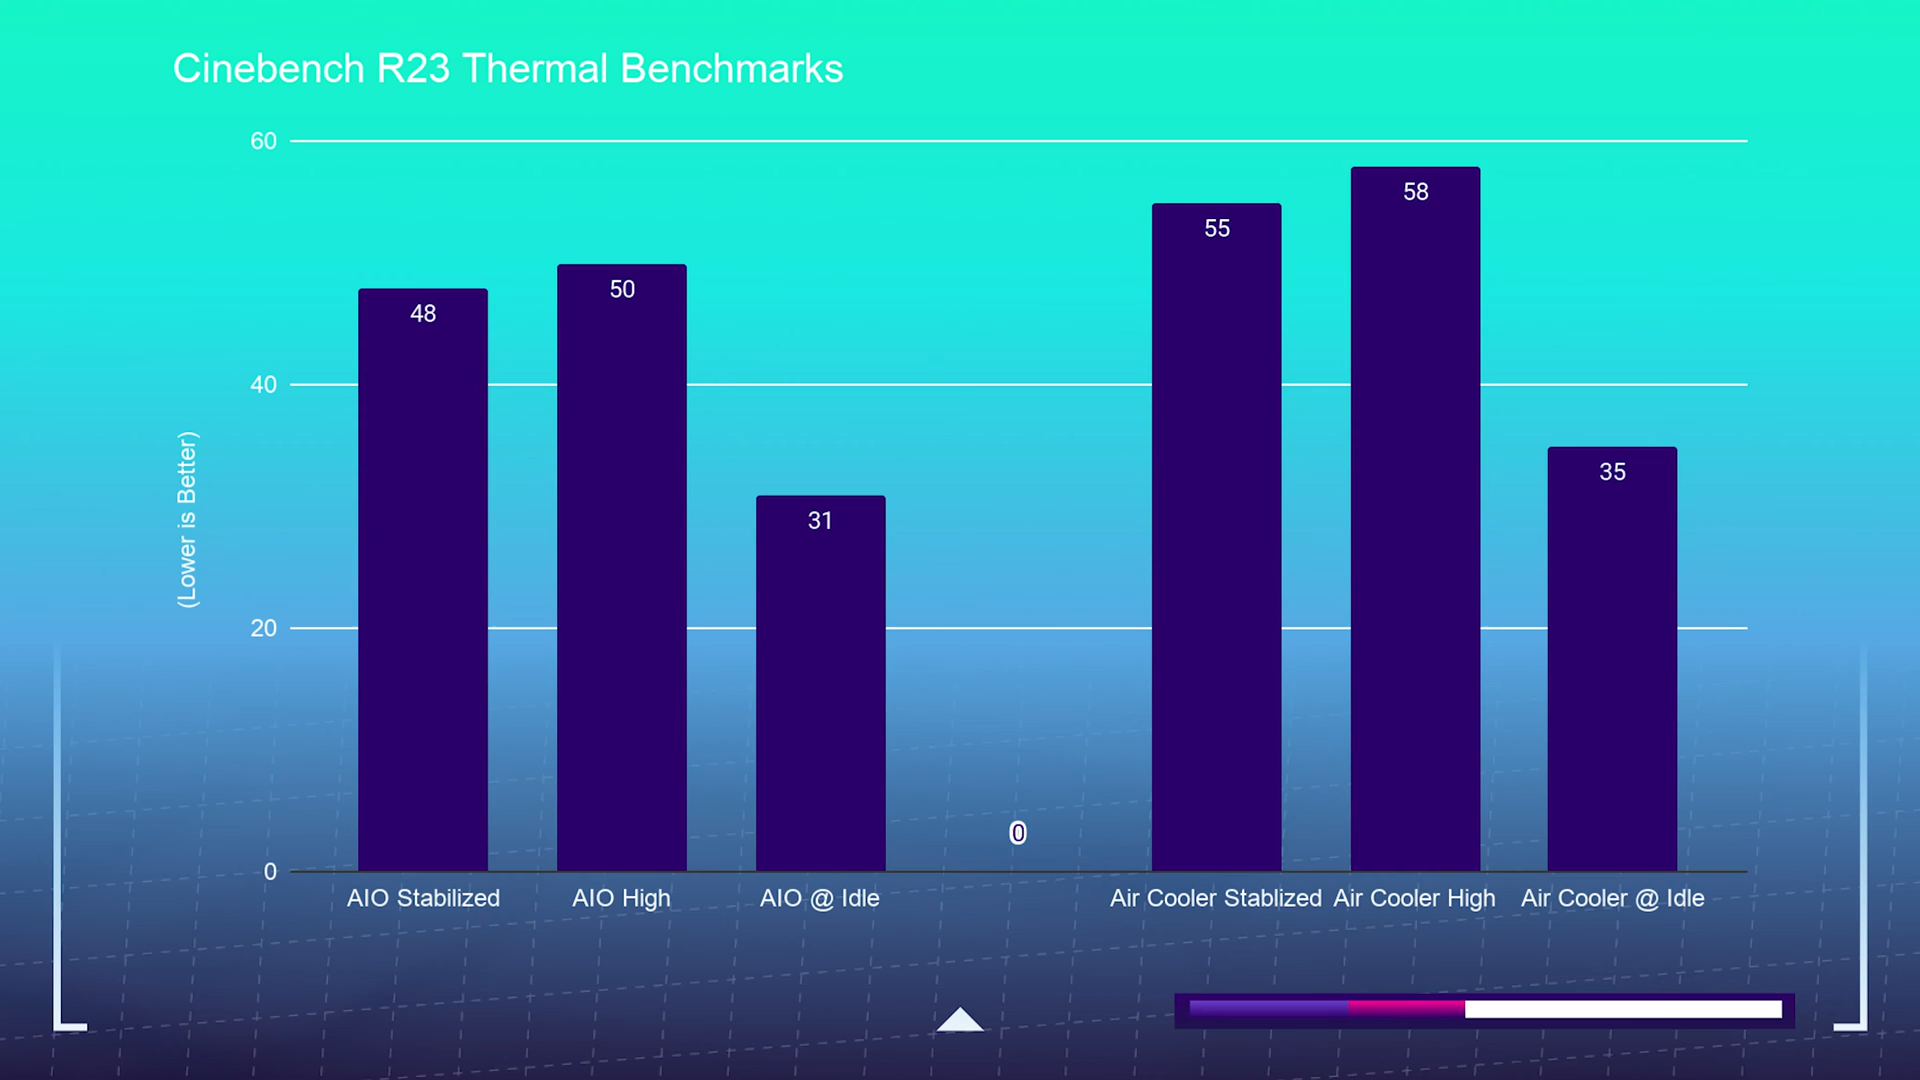 Cinebench R23 Thermal Benchmarks
60
40
20
0
(Lower is Better)
48
50
31
0
55
58
35
AIO Stabilized
AIO High
AIO @ Idle
Air Cooler Stablized
Air Cooler High
Air Cooler @ Idle